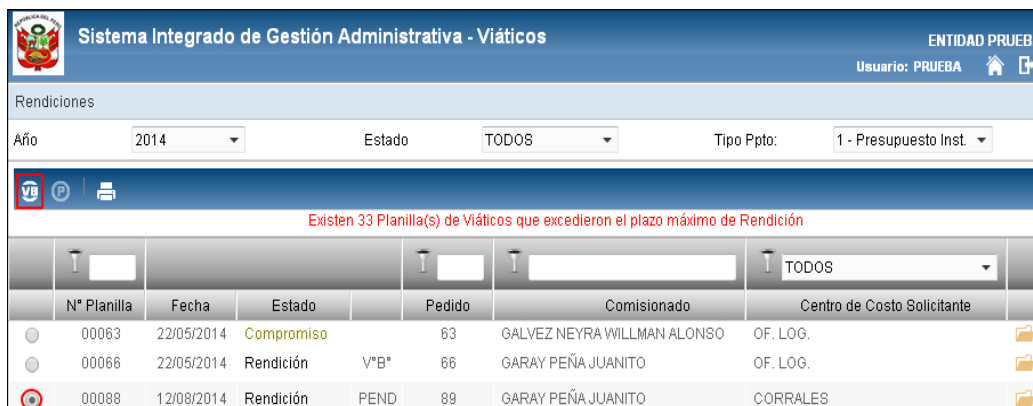 REPUBLICA DEL PERU
Sistema Integrado de Gestión Administrativa - Viáticos
ENTIDAD PRUEB
Usuario: PRUEBA
Rendiciones
Año 2014 Estado TODOS Tipo Ppto: 1 - Presupuesto Inst.
VB P
Existen 33 Planilla(s) de Viáticos que excedieron el plazo máximo de Rendición
TODOS
N° Planilla Fecha Estado Pedido Comisionado Centro de Costo Solicitante
00063 22/05/2014 Compromiso 63 GALVEZ NEYRA WILLMAN ALONSO OF. LOG.
00066 22/05/2014 Rendición V°B° 66 GARAY PEÑA JUANITO OF. LOG.
00088 12/08/2014 Rendición PEND 89 GARAY PEÑA JUANITO CORRALES